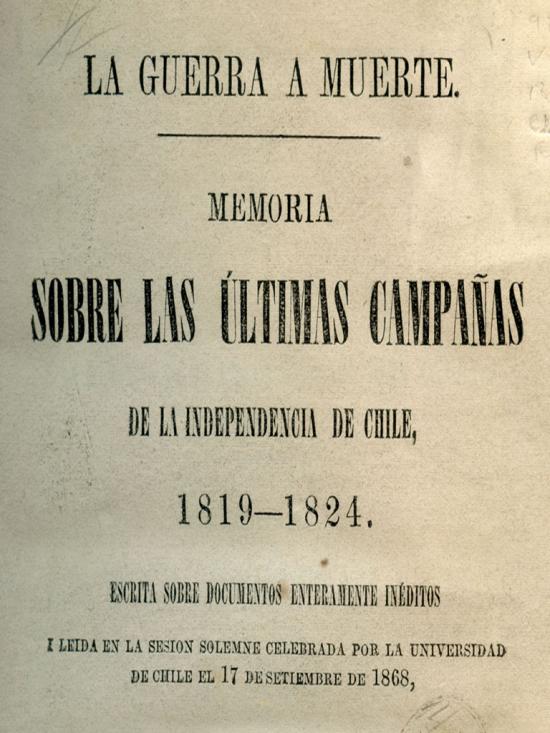 LA GUERRA A MUERTE.
MEMORIA
SOBRE LAS ÚLTIMAS CAMPAÑAS
DE LA INDEPENDENCIA DE CHILE,
1819—1824.
ESCRITA SOBRE DOCUMENTOS ENTERAMENTE INÉDITOS
I LEIDA EN LA SESION SOLEMNE CELEBRADA POR LA UNIVERSIDAD
DE CHILE EL 17 DE SETIEMBRE DE 1868,